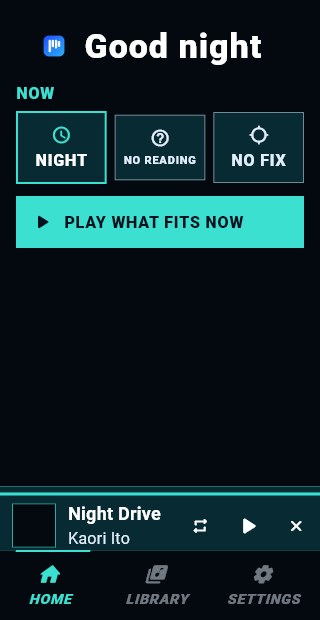 Good night
NOW
NIGHT
NO READING
NO FIX
PLAY WHAT FITS NOW
Night Drive
Kaori Ito
HOME
LIBRARY
SETTINGS